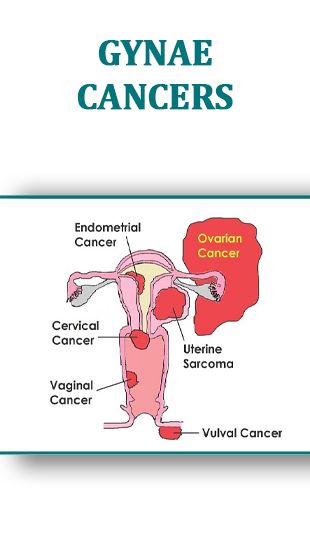 GYNAE
CANCERS
Endometrial
Cancer
Ovarian
Cancer
Cervical
Cancer
Uterine
Sarcoma
Vaginal
Cancer
Vulval Cancer